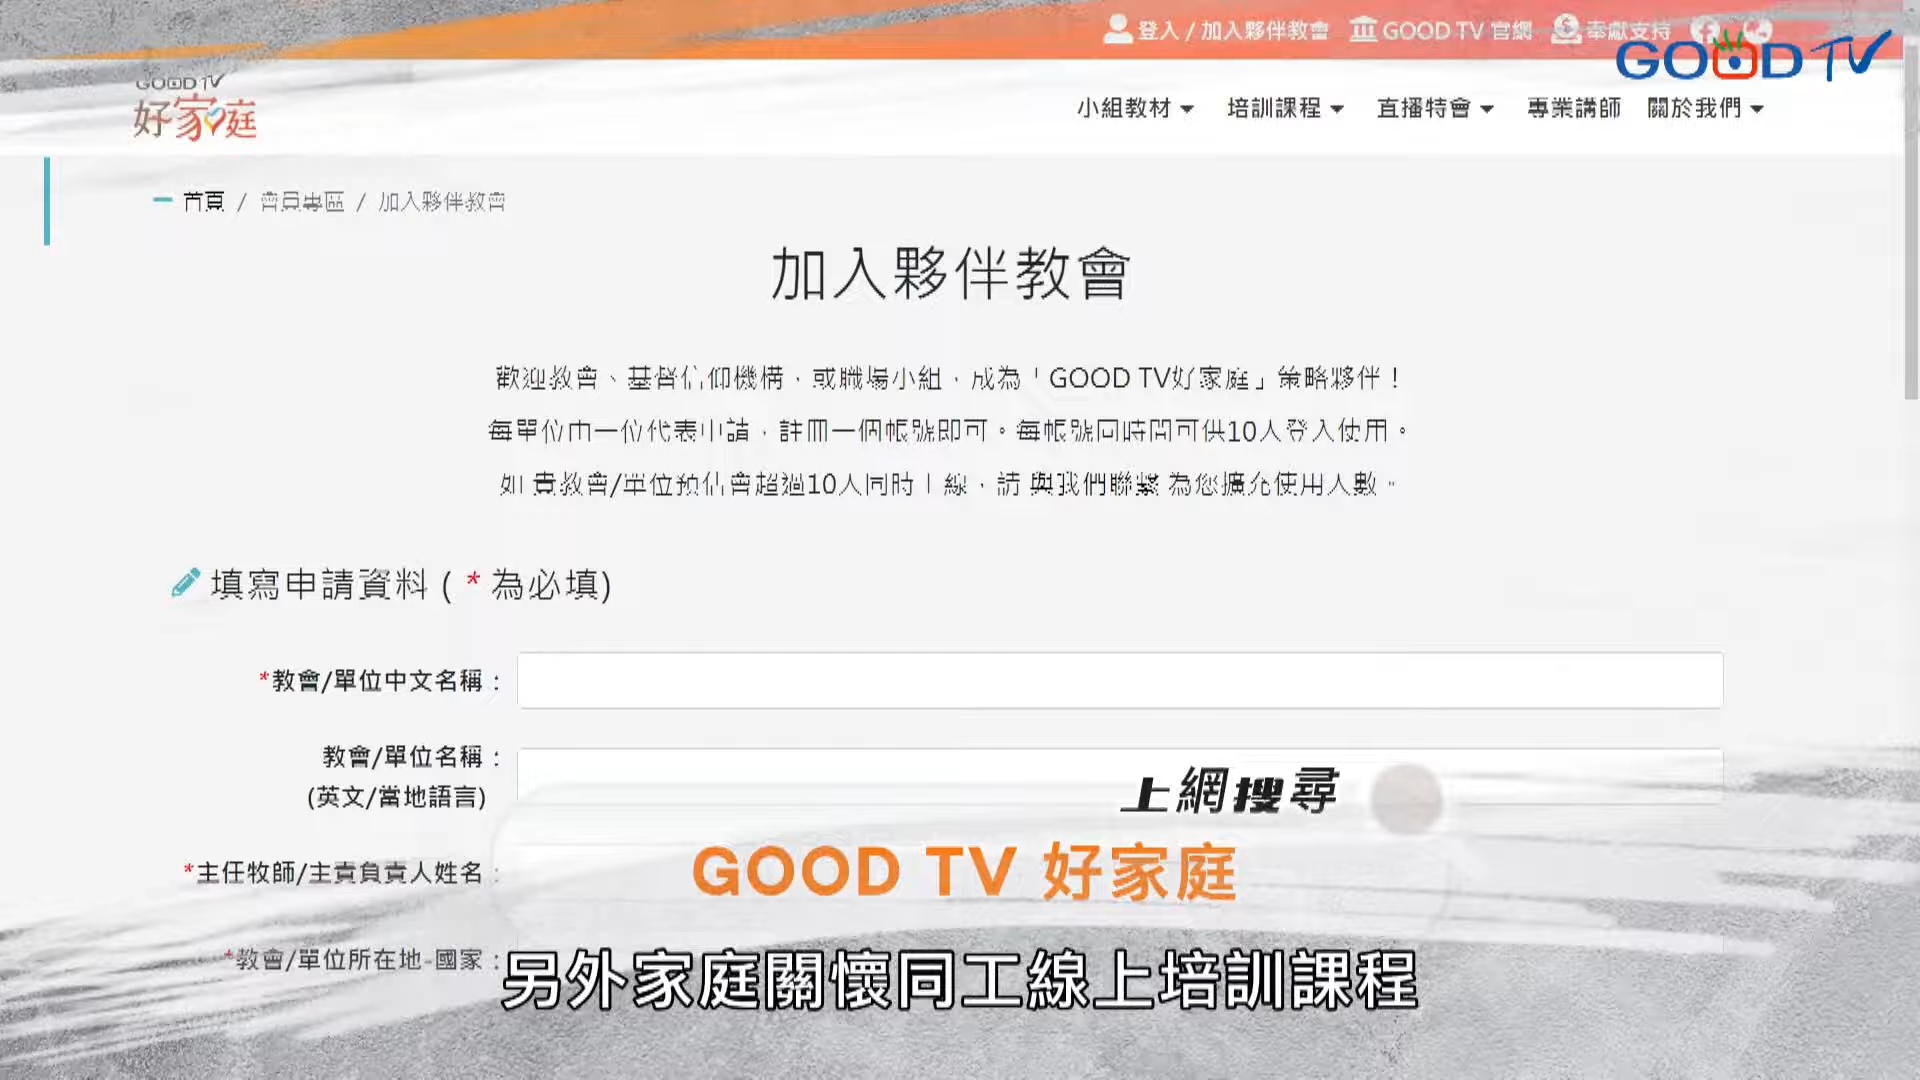 登入 / 加入夥伴教會 GOOD TV 官網 奉獻支持
GOOD TV
GOOD TV
好家庭
小組教材 培訓課程 直播特會 專業講師 關於我們
首頁 / 會員專區 / 加入夥伴教會
加入夥伴教會
歡迎教會、基督信仰機構，或職場小組，成為「GOOD TV好家庭」策略夥伴！
每單位由一位代表申請，註冊一個帳號即可。每帳號同時間可供10人登入使用。
如 貴教會/單位預估會超過10人同時上線，請 與我們聯繫 為您擴充使用人數。
填寫申請資料 ( * 為必填)
*教會/單位中文名稱：
教會/單位名稱：
(英文/當地語言)
上網搜尋
*主任牧師/主責負責人姓名：
GOOD TV 好家庭
*教會/單位所在地-國家：
另外家庭關懷同工線上培訓課程